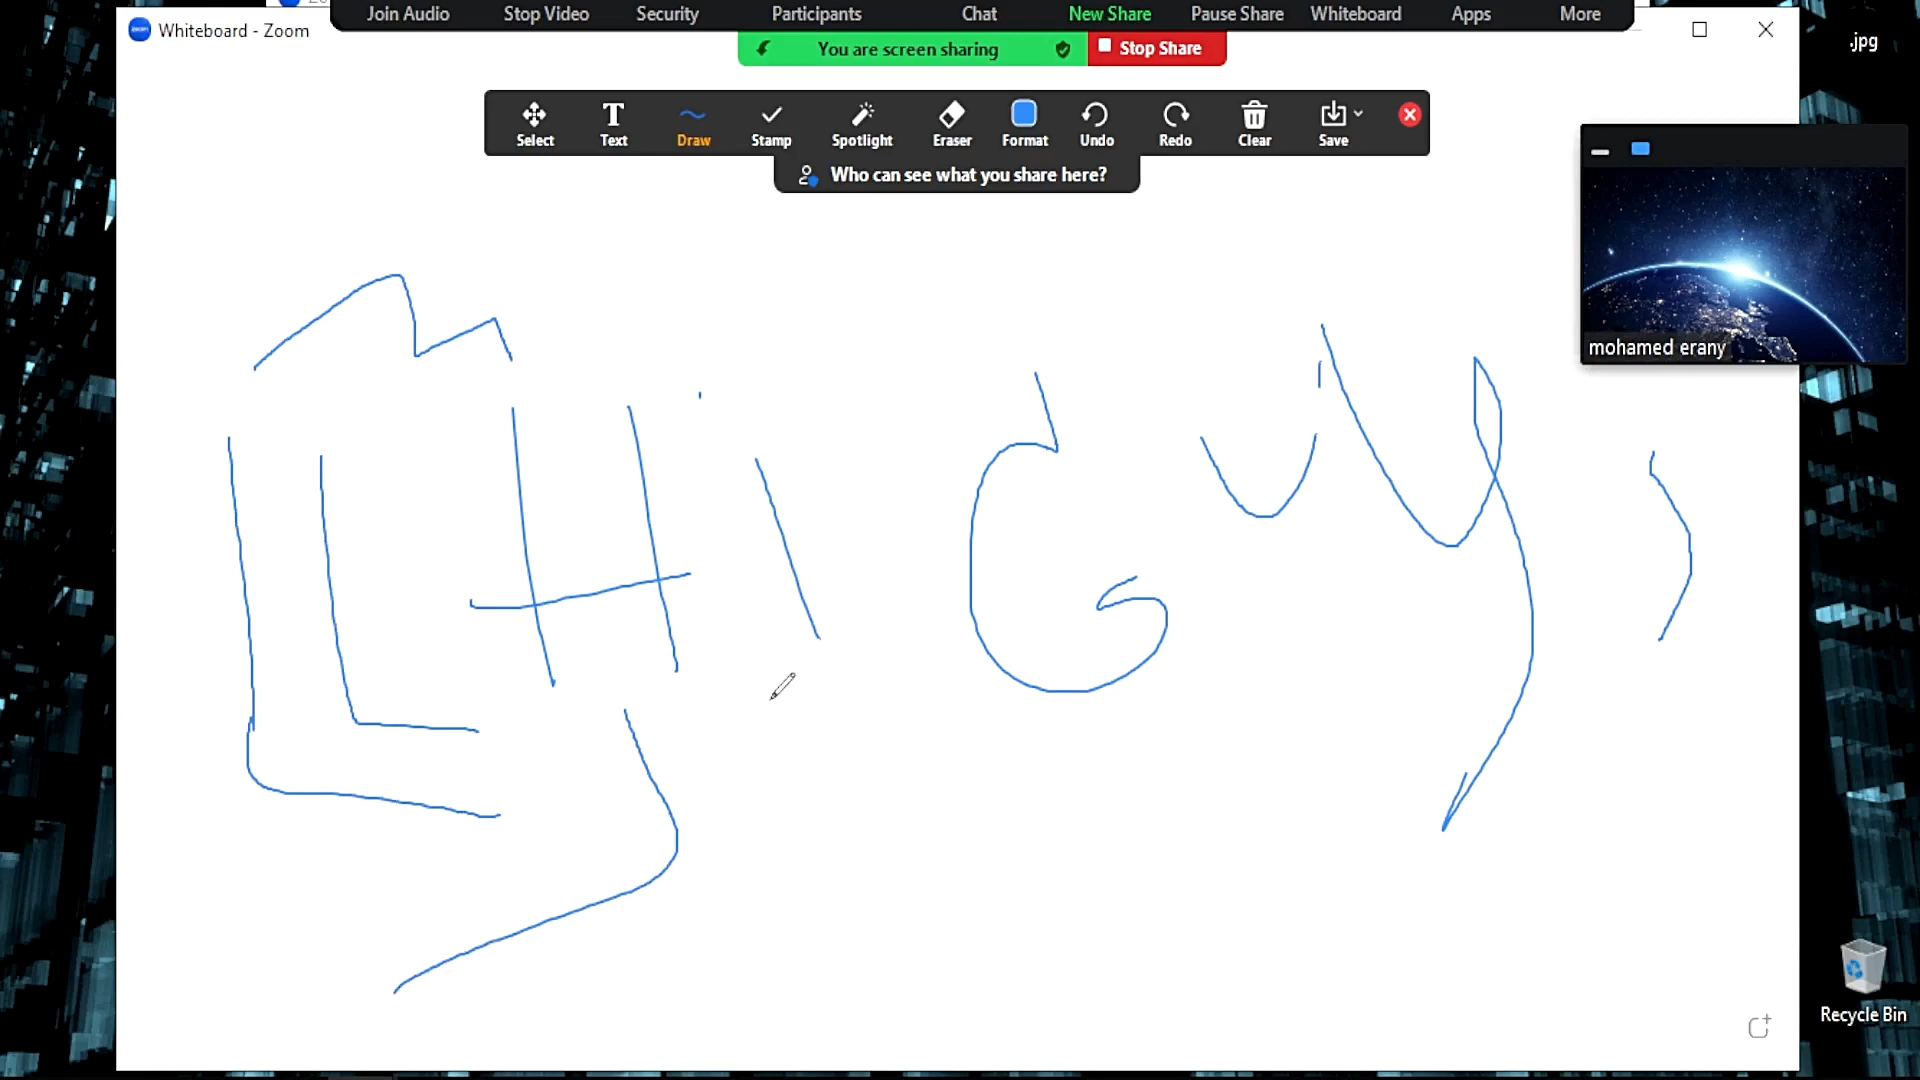 Join Audio Stop Video Security Participants Chat New Share Pause Share Whiteboard Apps More
Whiteboard - Zoom
.jpg
You are screen sharing Stop Share
Select Text Draw Stamp Spotlight Eraser Format Undo Redo Clear Save
Who can see what you share here?
mohamed erany
Hi Guys
Recycle Bin